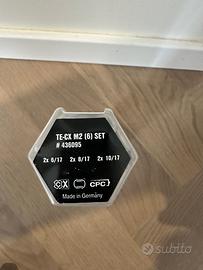 TE-CX M2 (6) SET
# 436095
2x 6/17 2x 8/17 2x 10/17
CX
CPC
Made in Germany
subito